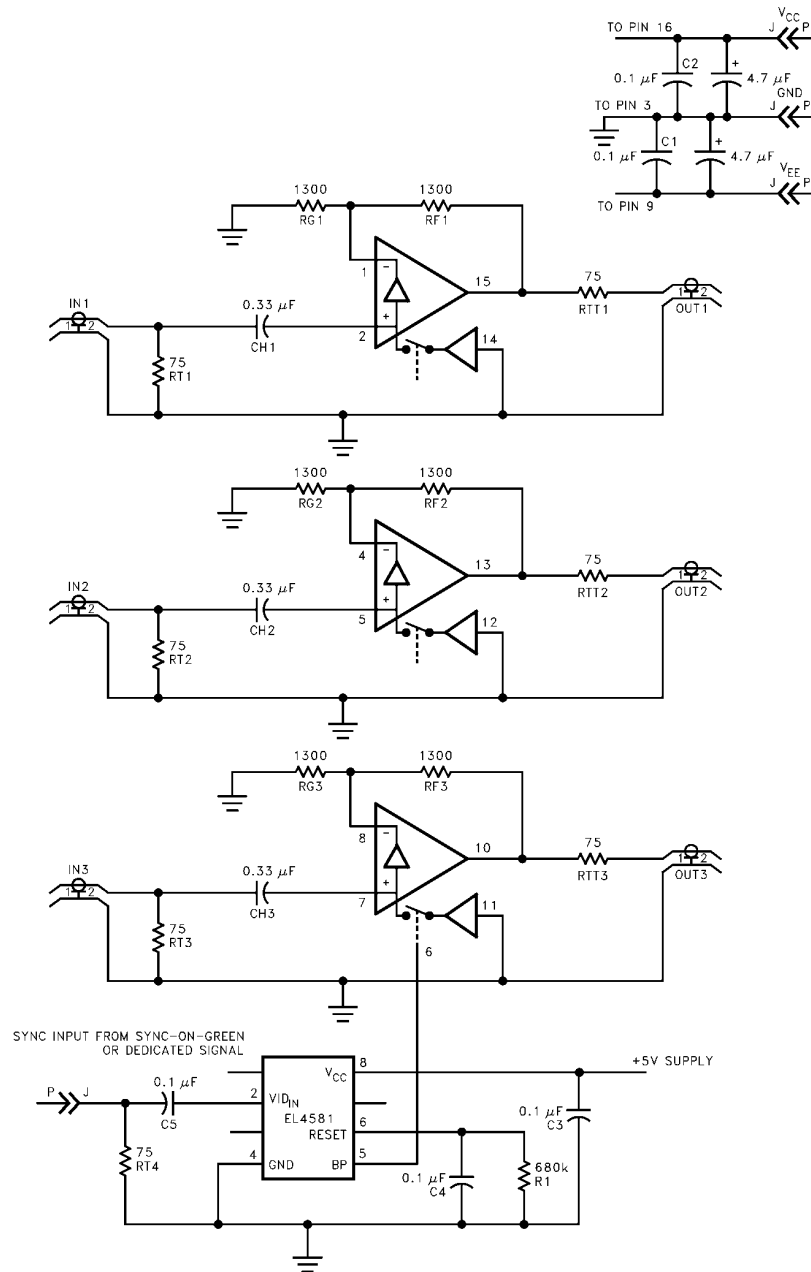 V_CC
TO PIN 16
J P
C2
+
0.1 µF
4.7 µF
GND
TO PIN 3
J P
C1
+
0.1 µF
4.7 µF
V_EE
J P
TO PIN 9
1300
1300
RG1
RF1
1
−
15
75
IN1
0.33 µF
1 2
+
RTT1
1 2
OUT1
2
CH1
14
75
RT1
1300
1300
RG2
RF2
4
−
13
75
IN2
0.33 µF
1 2
+
RTT2
1 2
OUT2
5
CH2
12
75
RT2
1300
1300
RG3
RF3
8
−
10
75
IN3
0.33 µF
1 2
+
RTT3
1 2
OUT3
7
CH3
11
75
RT3
6
SYNC INPUT FROM SYNC-ON-GREEN
OR DEDICATED SIGNAL
8
V_CC
+5V SUPPLY
P J
0.1 µF
C5
2
VID_IN
EL4581
0.1 µF
C3
RESET
6
75
RT4
4
GND
BP
5
0.1 µF
C4
680k
R1